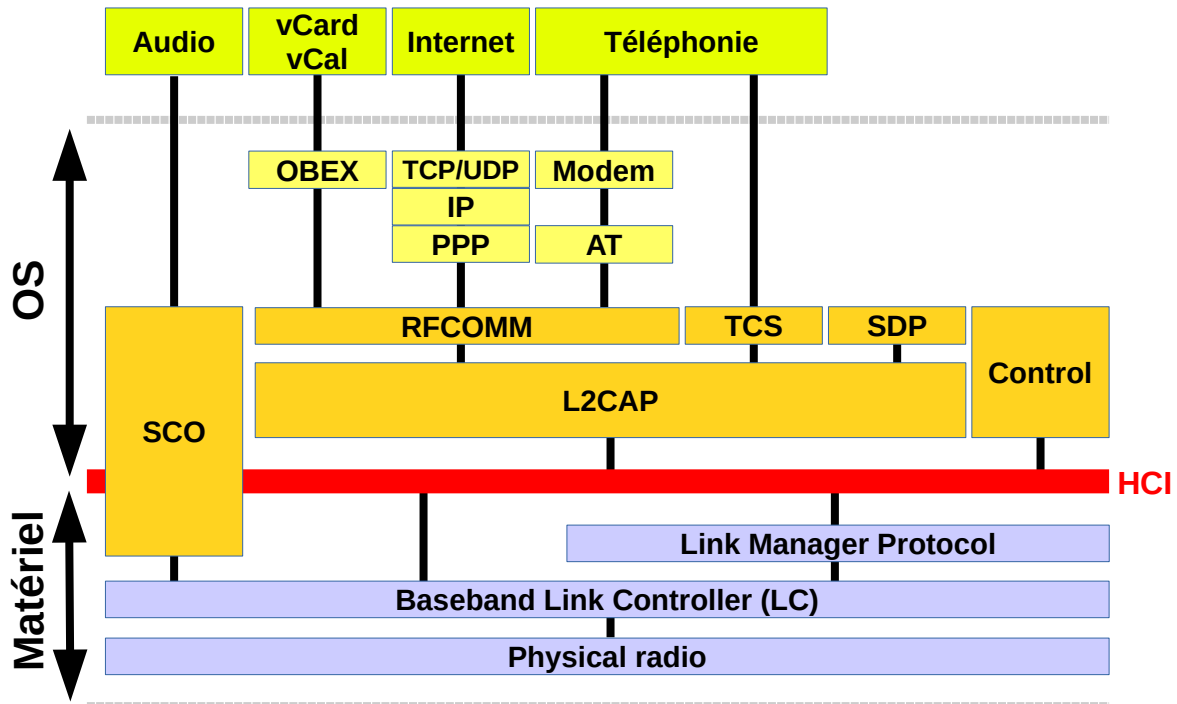 Audio
vCard
vCal
Internet
Téléphonie
OBEX
TCP/UDP
Modem
IP
PPP
AT
OS
RFCOMM
TCS
SDP
Control
L2CAP
SCO
HCI
Matériel
Link Manager Protocol
Baseband Link Controller (LC)
Physical radio